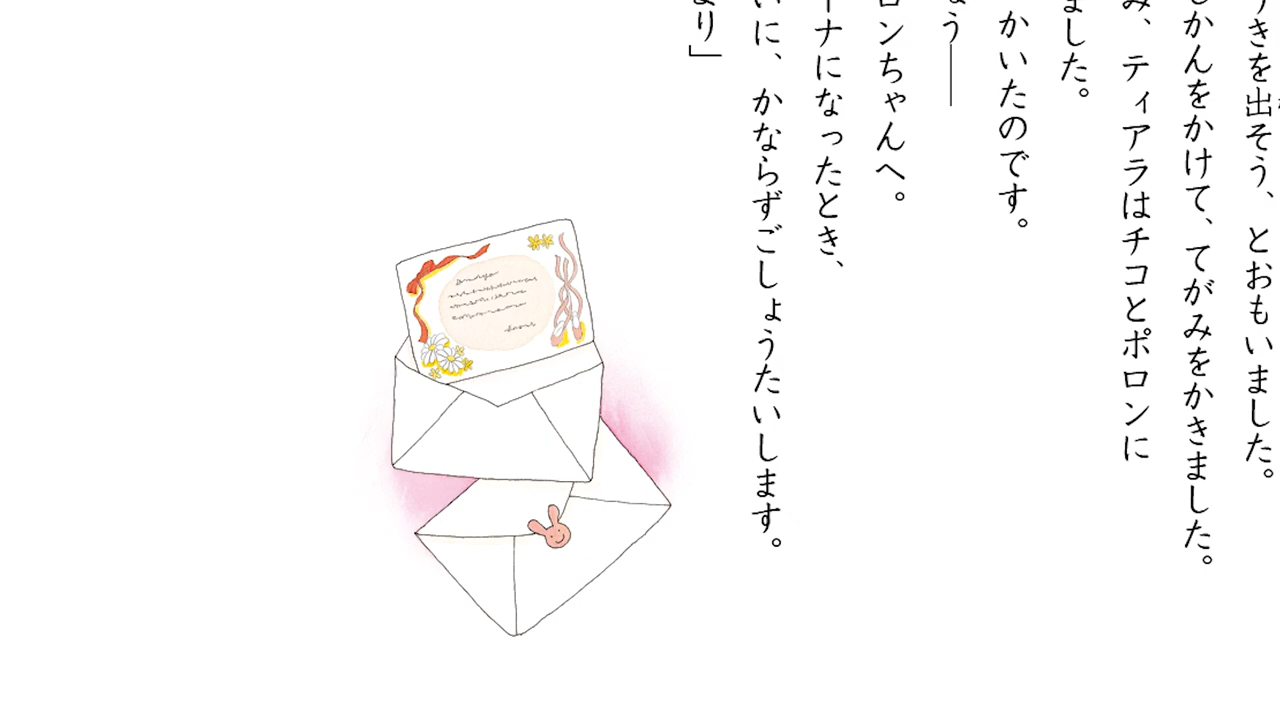 きを出そう、とおもいました。
かんをかけて、てがみをかきました。
み、ティアラはチコとポロンに
ました。
かいたのです。
う――
ロンちゃんへ。
ーナになったとき、
いに、かならずごしょうたいします。
より」